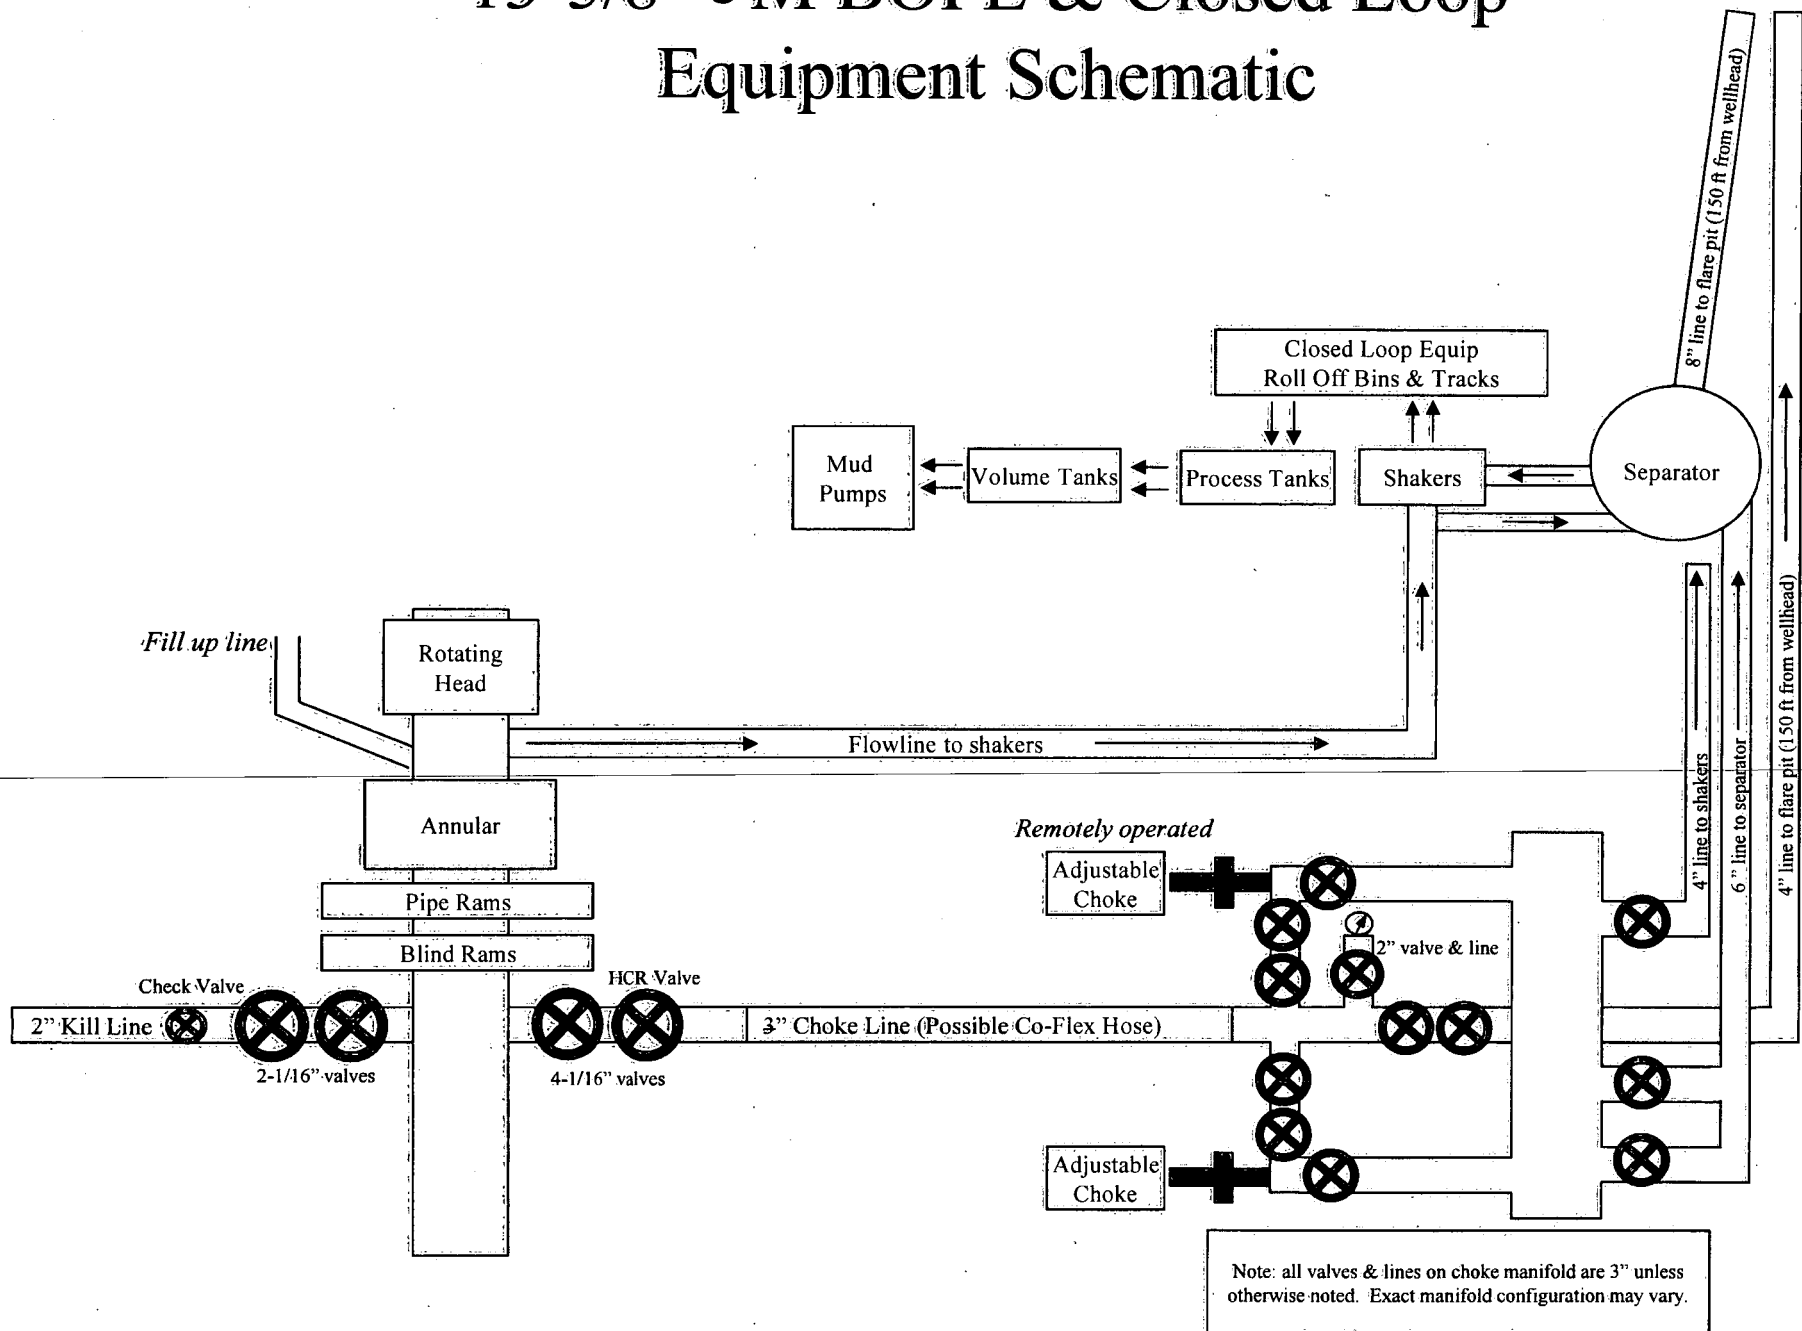 BOPE & Closed Loop
Equipment Schematic
8” line to flare pit (150 ft from wellhead)
Closed Loop Equip
Roll Off Bins & Tracks
Mud
Pumps
Volume Tanks
Process Tanks
Shakers
Separator
Fill up line
Rotating
Head
Flowline to shakers
Annular
Pipe Rams
Blind Rams
Remotely operated
Adjustable
Choke
4” line to shakers
6” line to separator
4” line to flare pit (150 ft from wellhead)
2” valve & line
Check Valve
HCR Valve
2” Kill Line
3” Choke Line (Possible Co-Flex Hose)
2-1/16” valves
4-1/16” valves
Adjustable
Choke
Note: all valves & lines on choke manifold are 3” unless
otherwise noted. Exact manifold configuration may vary.